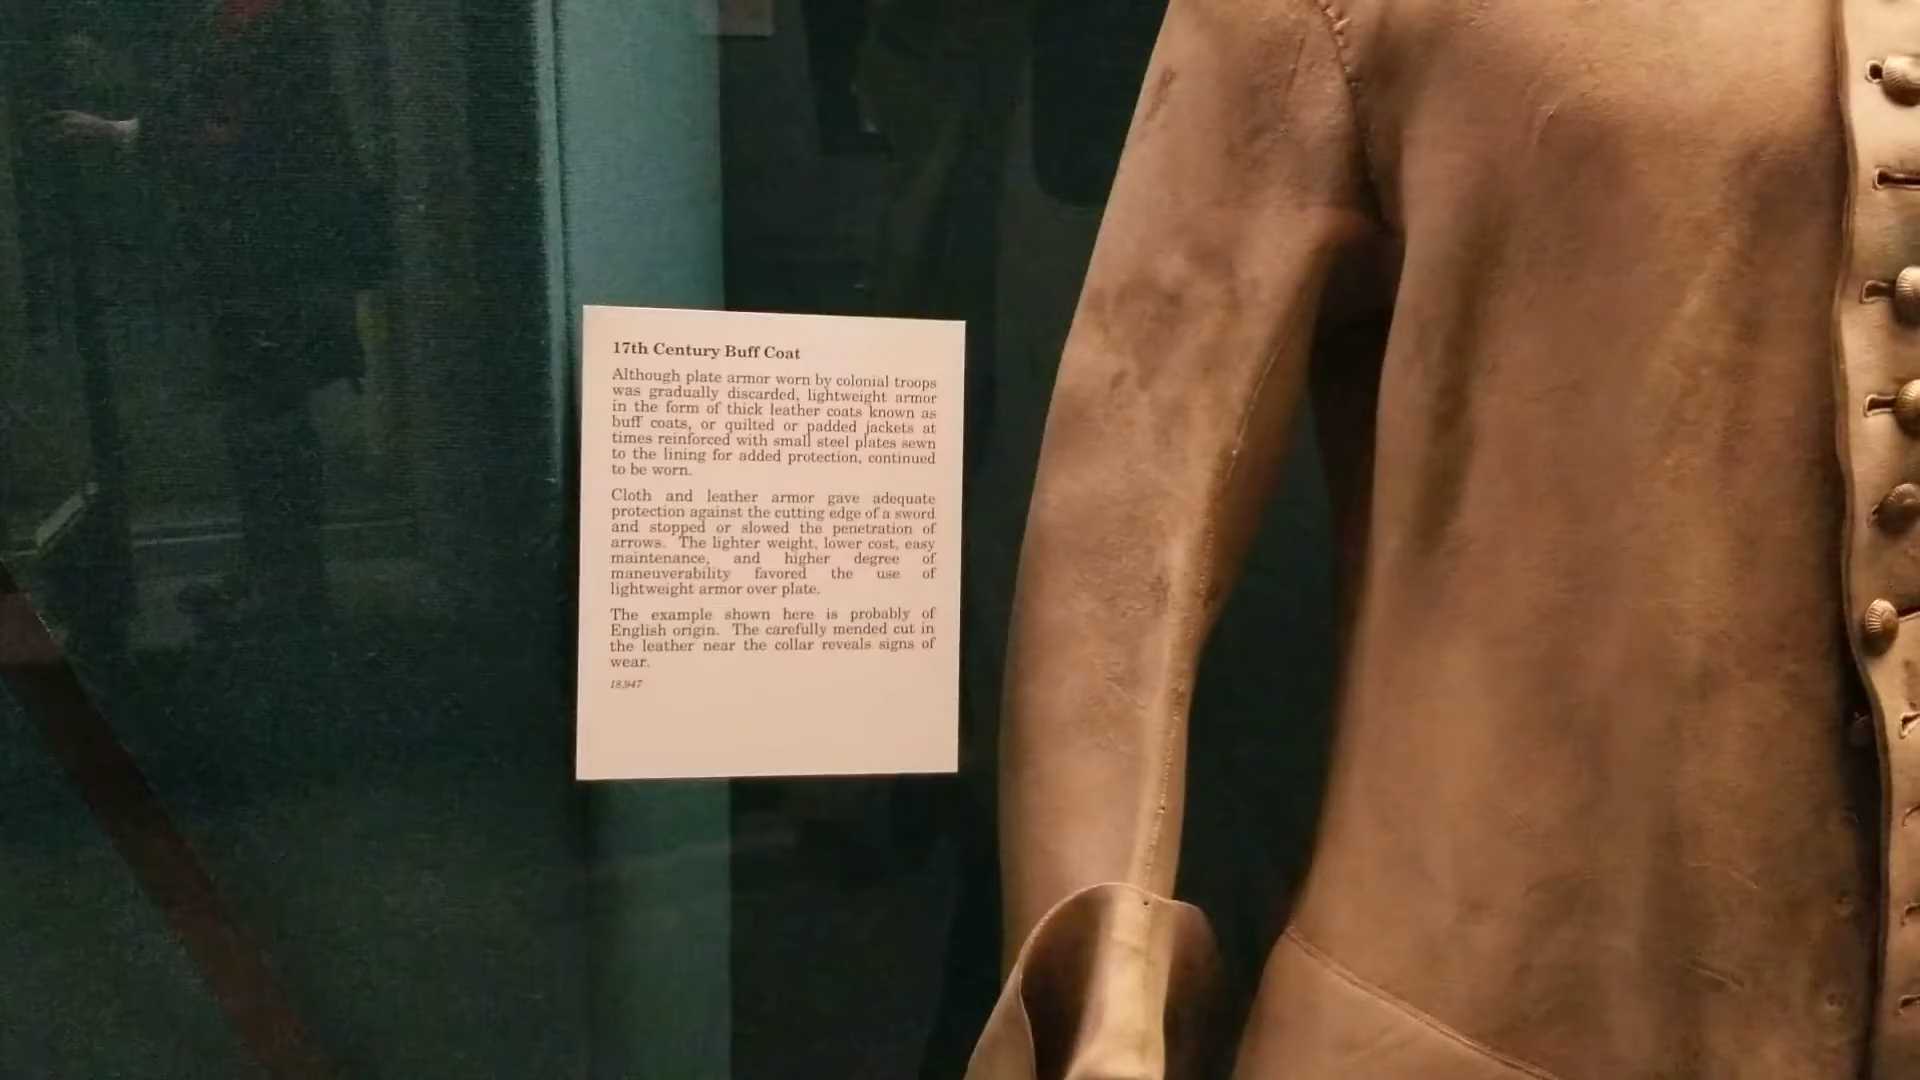 17th Century Buff Coat
Although plate armor worn by colonial troops
was gradually discarded, lightweight armor
in the form of thick leather coats known as
buff coats, or quilted or padded jackets at
times reinforced with small steel plates sewn
to the lining for added protection, continued
to be worn.
Cloth and leather armor gave adequate
protection against the cutting edge of a sword
and stopped or slowed the penetration of
arrows. The lighter weight, lower cost, easy
maintenance, and higher degree of
maneuverability favored the use of
lightweight armor over plate.
The example shown here is probably of
English origin. The carefully mended cut in
the leather near the collar reveals signs of
wear.
18,947